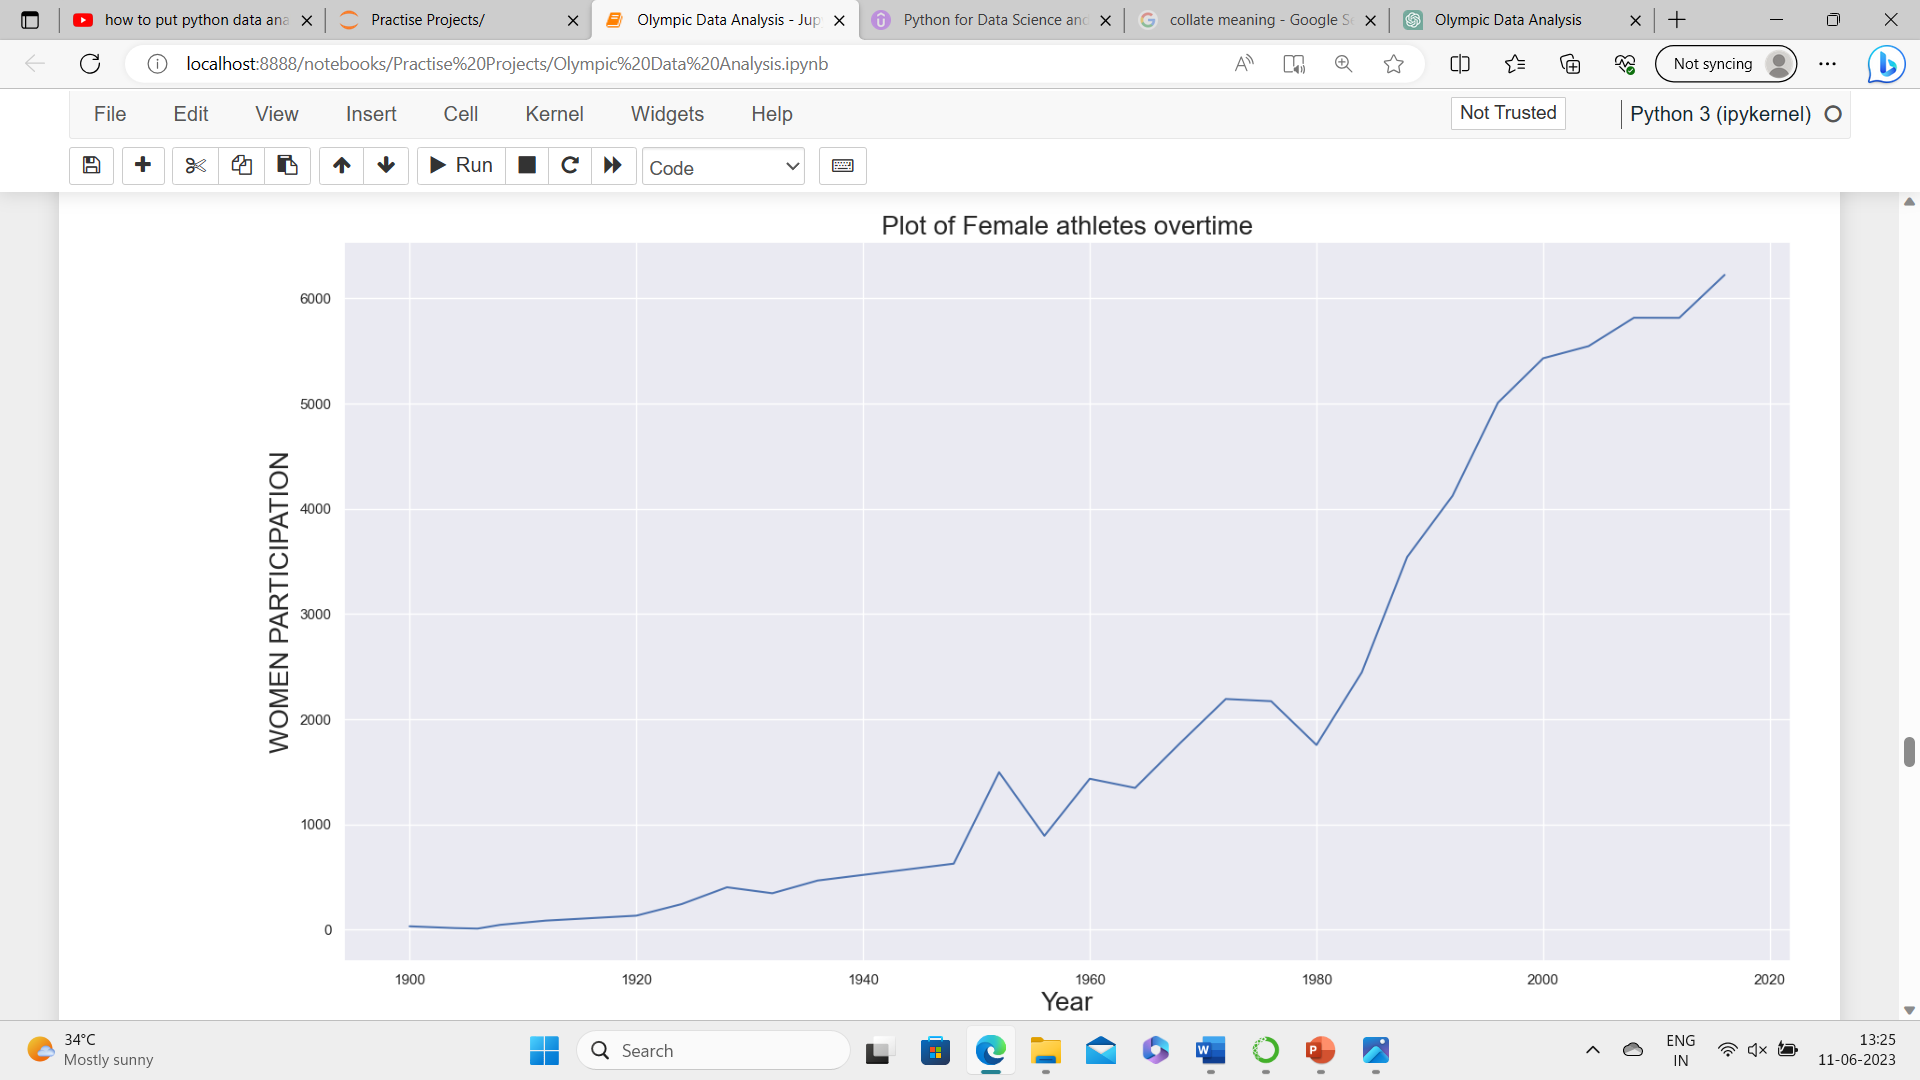 how to put python data ana
Practise Projects/
Olympic Data Analysis - Jup
Python for Data Science and
collate meaning - Google Se
Olympic Data Analysis
localhost:8888/notebooks/Practise%20Projects/Olympic%20Data%20Analysis.ipynb
Not syncing
File Edit View Insert Cell Kernel Widgets Help
Not Trusted
Python 3 (ipykernel)
Run
Code
Plot of Female athletes overtime
WOMEN PARTICIPATION
6000
5000
4000
3000
2000
1000
0
1900 1920 1940 1960 1980 2000 2020
Year
34°C
Mostly sunny
Search
ENG
IN
13:25
11-06-2023